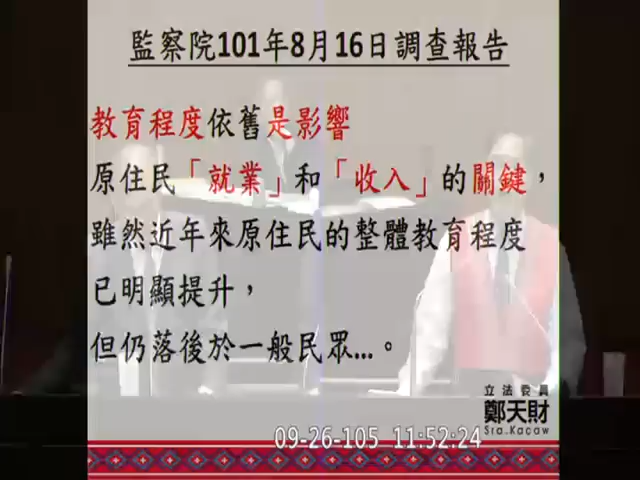 監察院101年8月16日調查報告
教育程度依舊是影響
原住民「就業」和「收入」的關鍵，
雖然近年來原住民的整體教育程度
已明顯提升，
但仍落後於一般民眾...。
立法委員
鄭天財
Sra.Kacaw
09-26-105 11:52:24